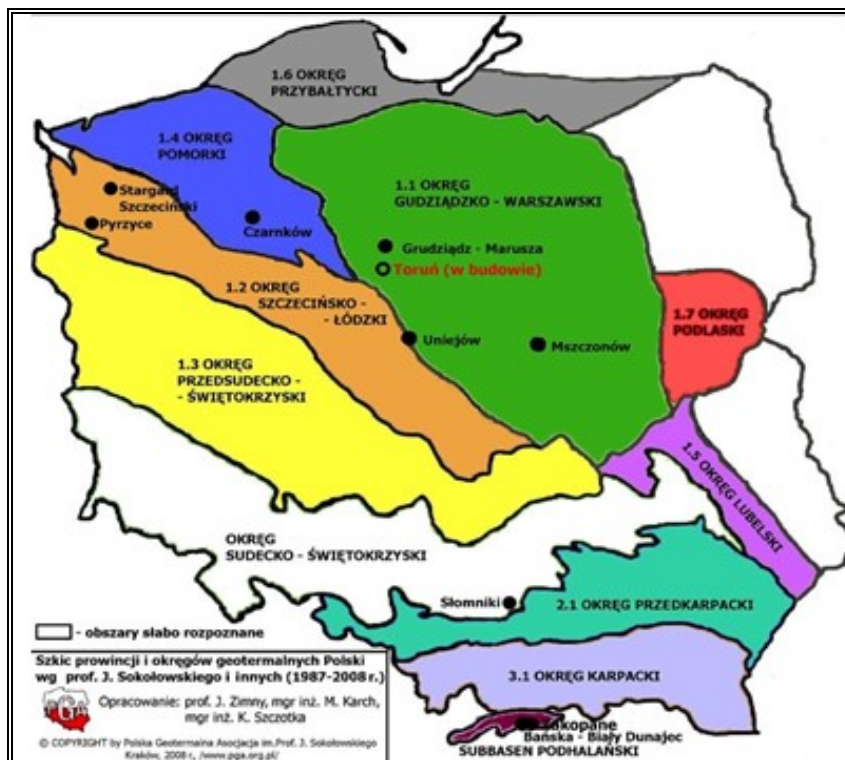 1.6 OKRĘG
PRZYBAŁTYCKI
1.4 OKRĘG
POMORKI
1.1 OKRĘG
GUDZIĄDZKO - WARSZAWSKI
Stargard
Szczeciński
Pyrzyce
Czarnków
Grudziądz - Marusza
Toruń (w budowie)
1.2 OKRĘG
SZCZECIŃSKO -
- ŁÓDZKI
1.7 OKRĘG
PODLASKI
Uniejów
Mszczonów
1.3 OKRĘG
PRZEDSUDECKO -
- ŚWIĘTOKRZYSKI
1.5 OKRĘG LUBELSKI
OKRĘG
SUDECKO - ŚWIĘTOKRZYSKI
Słomniki
2.1 OKRĘG PRZEDKARPACKI
- obszary słabo rozpoznane
3.1 OKRĘG KARPACKI
Zakopane
Bańska - Biały Dunajec
SUBBASEN PODHALAŃSKI
Szkic prowincji i okręgów geotermalnych Polski
wg prof. J. Sokołowskiego i innych (1987-2008 r.)
PGA
Opracowanie: prof. J. Zimny, mgr inż. M. Karch,
mgr inż. K. Szczotka
© COPYRIGHT by Polska Geotermalna Asocjacja im.Prof. J. Sokołowskiego
Kraków, 2008 r., /www.pga.org.pl/